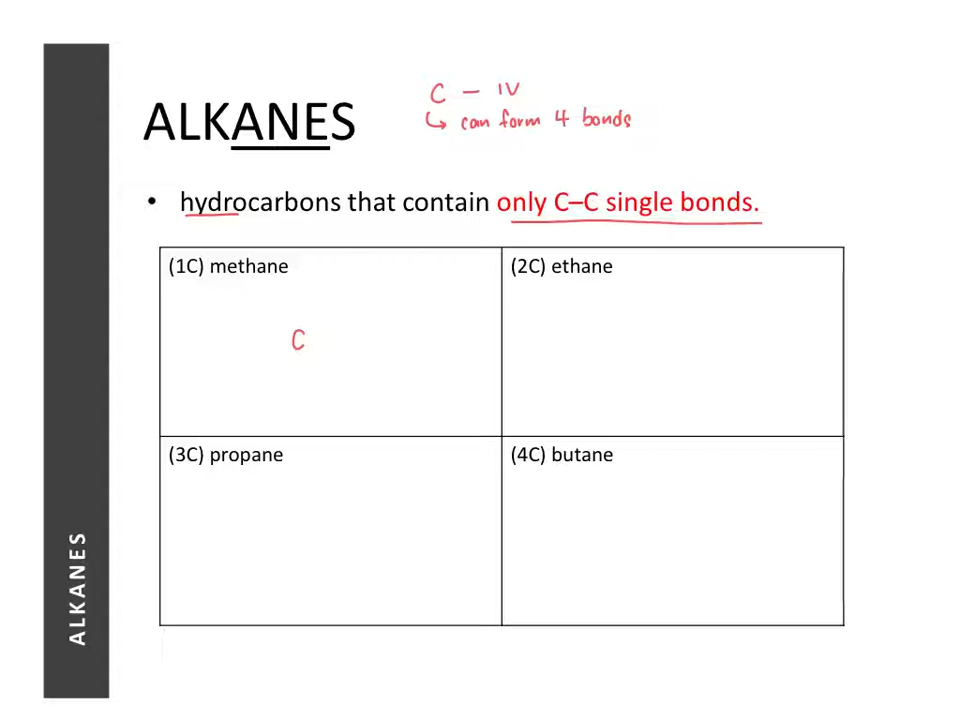 ALKANES
C – IV
↳ can form 4 bonds
• hydrocarbons that contain only C–C single bonds.
(1C) methane
(2C) ethane
C
(3C) propane
(4C) butane
ALKANES